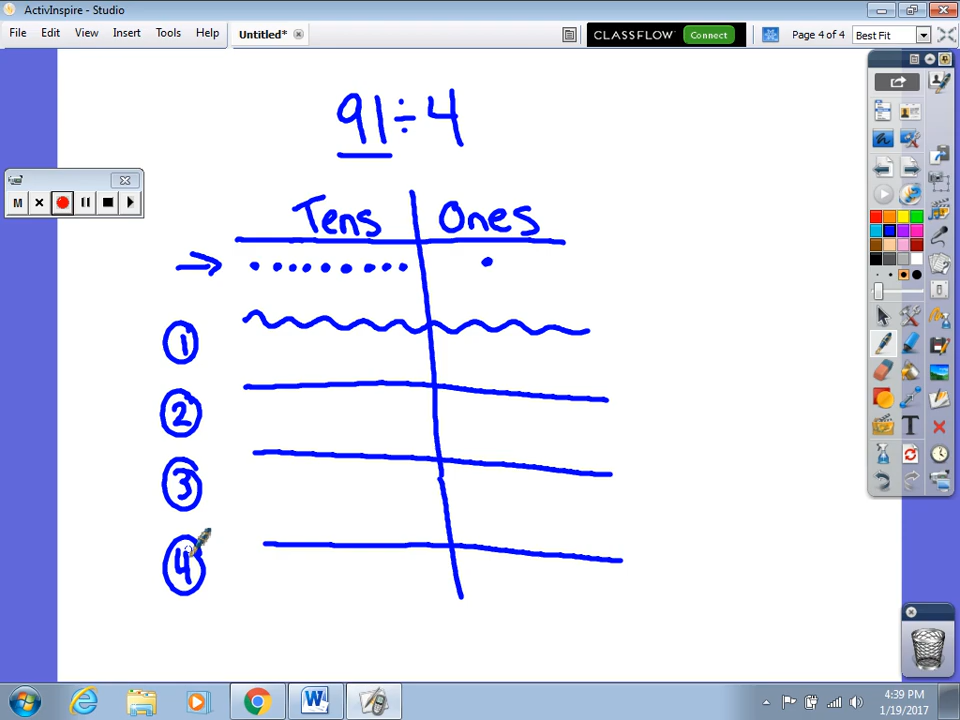 ActivInspire - Studio
File Edit View Insert Tools Help Untitled* CLASSFLOW Connect Page 4 of 4 Best Fit
91 ÷ 4
M
Tens Ones
1
2
3
4
T
W
4:39 PM
1/19/2017